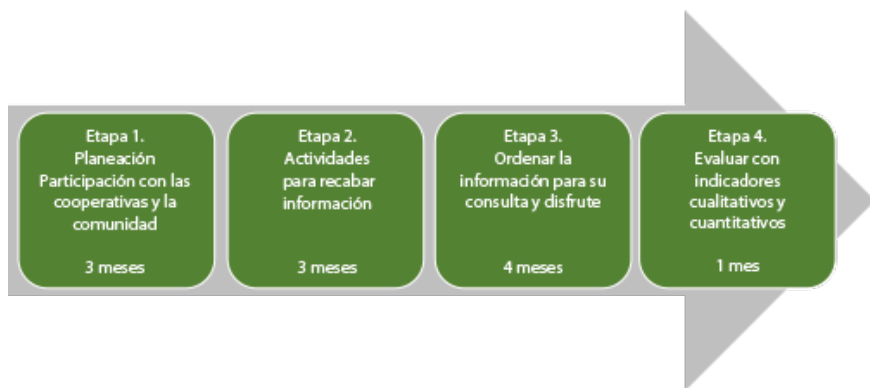 Etapa 1.
Planeación
Participación con las
cooperativas y la
comunidad
3 meses
Etapa 2.
Actividades
para recabar
información
3 meses
Etapa 3.
Ordenar la
información para su
consulta y disfrute
4 meses
Etapa 4.
Evaluar con
indicadores
cualitativos y
cuantitativos
1 mes